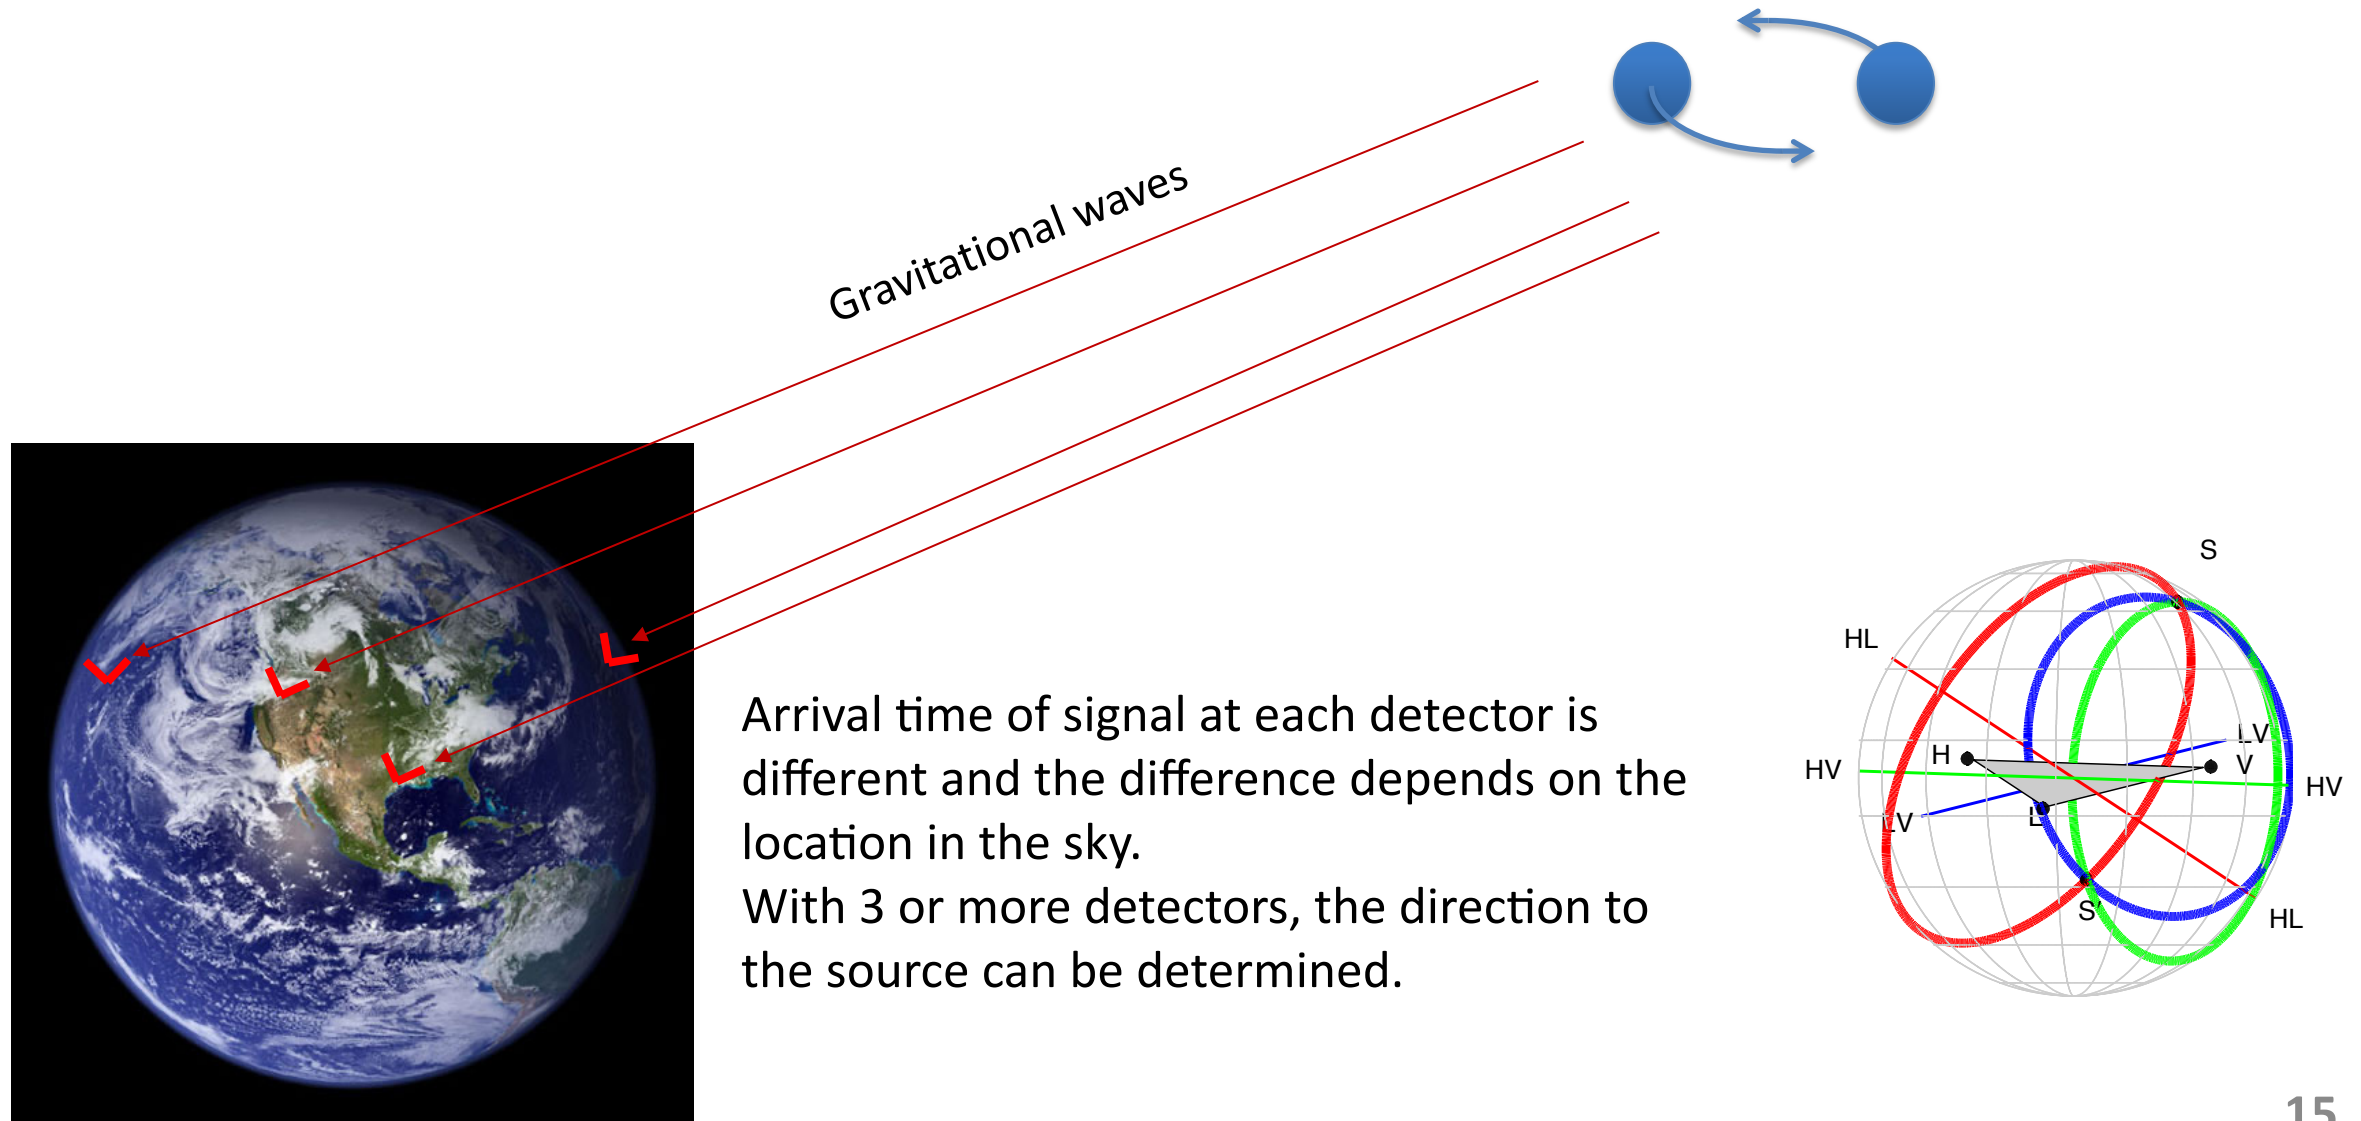 Gravitational waves
Arrival time of signal at each detector is
different and the difference depends on the
location in the sky.
With 3 or more detectors, the direction to
the source can be determined.
S
HL
LV
H
V
HV
HV
LV
L
S'
HL
15